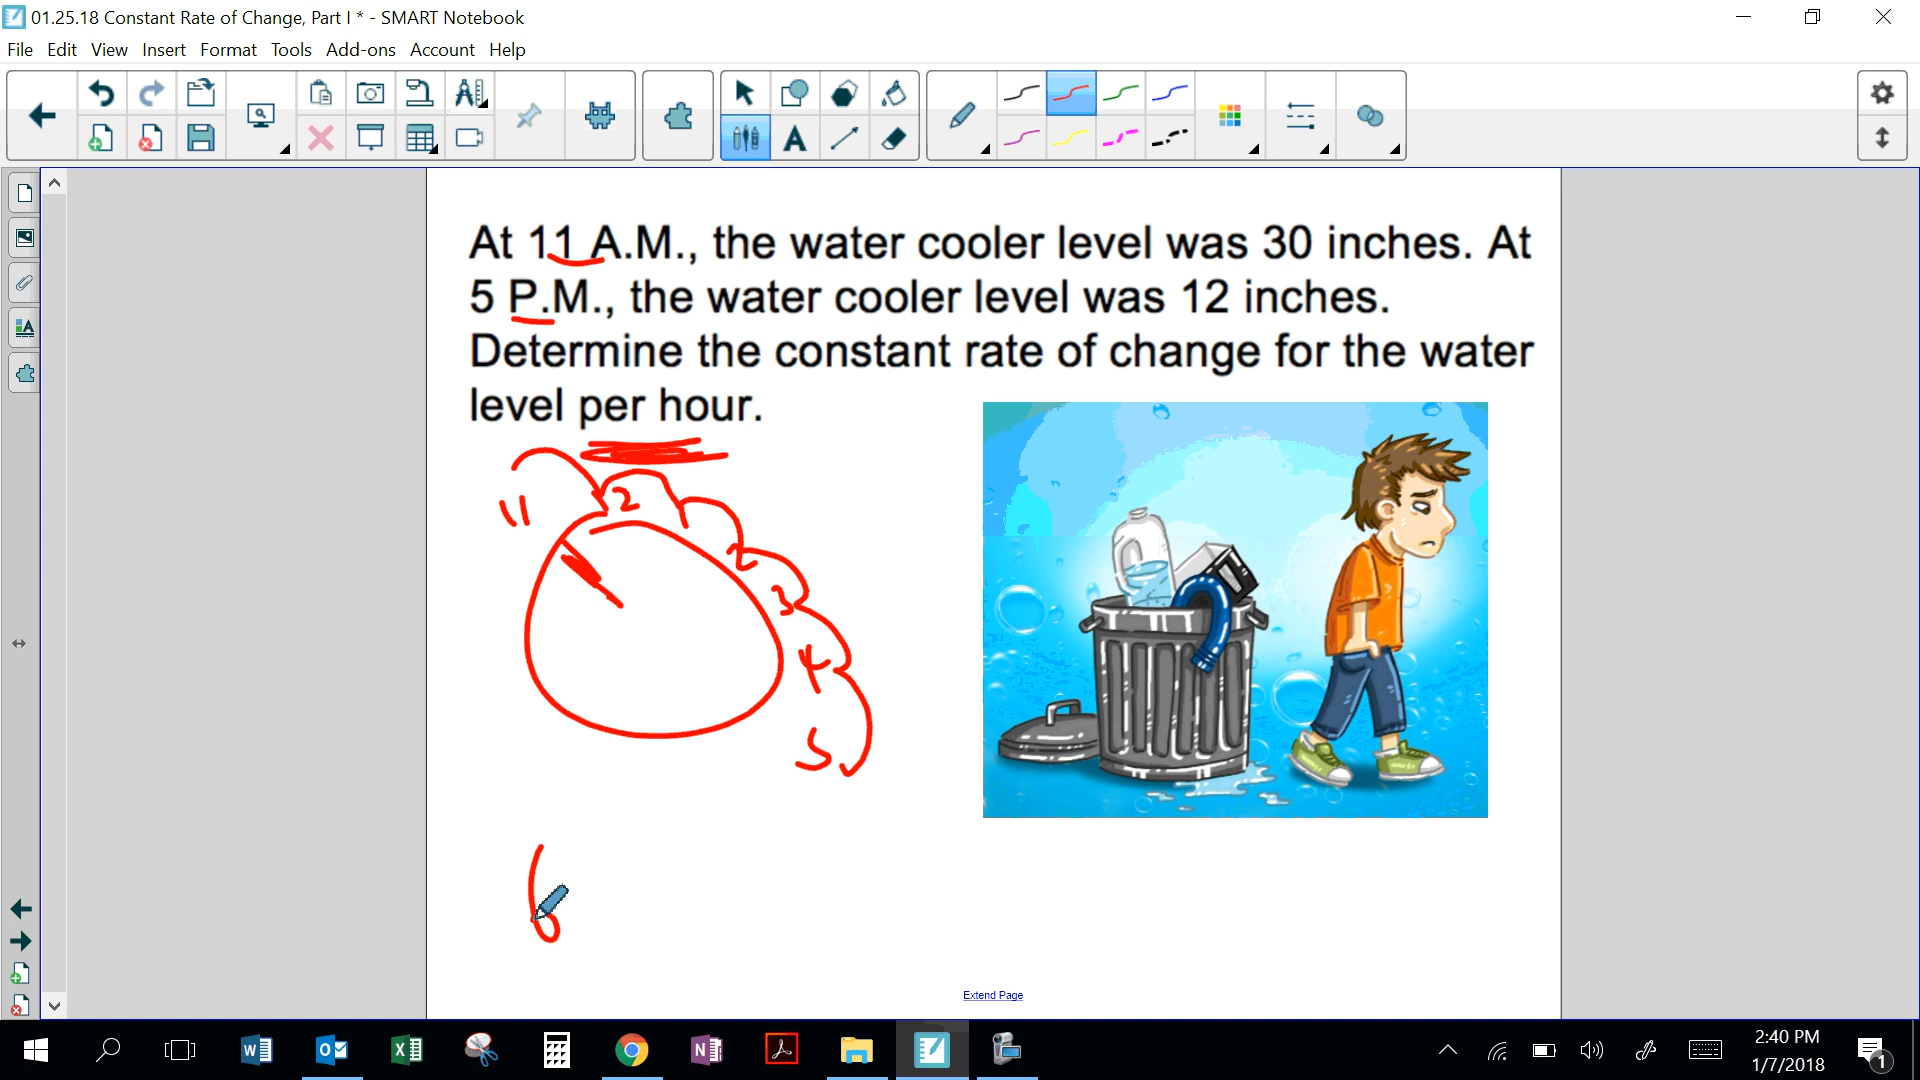 01.25.18 Constant Rate of Change, Part I * - SMART Notebook
File Edit View Insert Format Tools Add-ons Account Help
At 11 A.M., the water cooler level was 30 inches. At
5 P.M., the water cooler level was 12 inches.
Determine the constant rate of change for the water
level per hour.
11
2
2
3
4
5
6
Extend Page
2:40 PM
1/7/2018
1